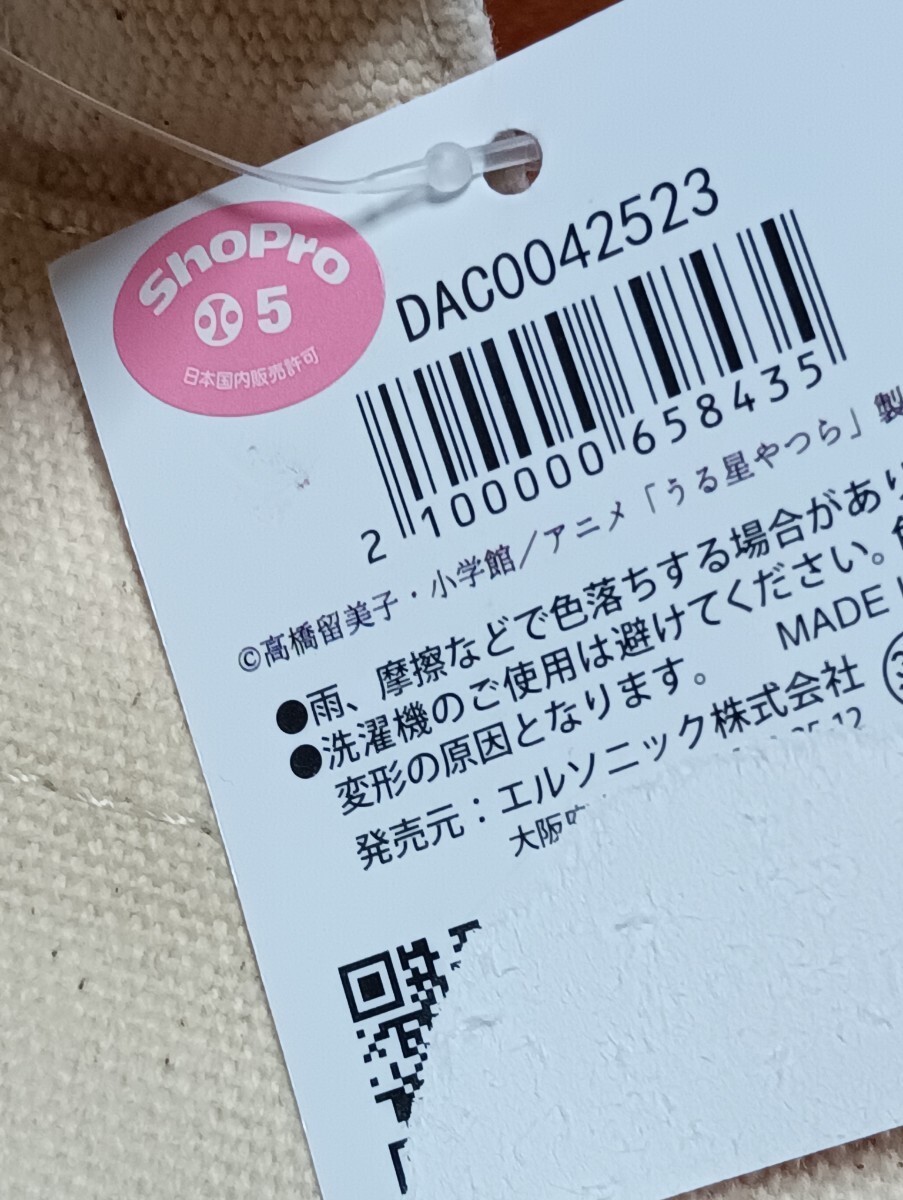 ShoPro
5
日本国内販売許可
DAC0042523
2 100000 658435
©高橋留美子・小学館／アニメ「うる星やつら」製
●雨、摩擦などで色落ちする場合があり
●洗濯機のご使用は避けてください。
変形の原因となります。 MADE
発売元：エルソニック株式会社
大阪